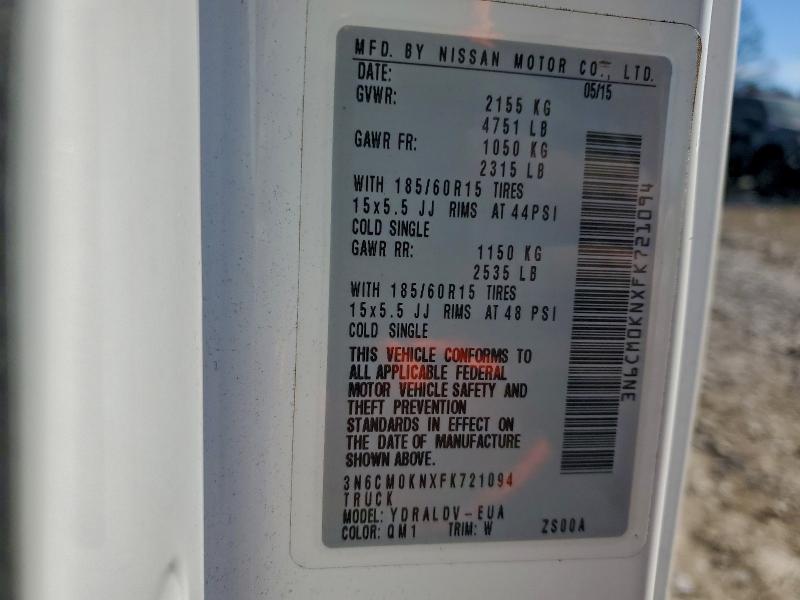 MFD. BY NISSAN MOTOR CO., LTD.
DATE: 05/15
GVWR: 2155 KG
4751 LB
GAWR FR: 1050 KG
2315 LB
WITH 185/60R15 TIRES
15x5.5 JJ RIMS AT 44PSI
COLD SINGLE
GAWR RR: 1150 KG
2535 LB
WITH 185/60R15 TIRES
15x5.5 JJ RIMS AT 48 PSI
COLD SINGLE
THIS VEHICLE CONFORMS TO
ALL APPLICABLE FEDERAL
MOTOR VEHICLE SAFETY AND
THEFT PREVENTION
STANDARDS IN EFFECT ON
THE DATE OF MANUFACTURE
SHOWN ABOVE.
3N6CM0KNXFK721094
TRUCK
MODEL: YDRALDV-EUA
COLOR: QM1 TRIM: W ZS00A
3N6CM0KNXFK721094